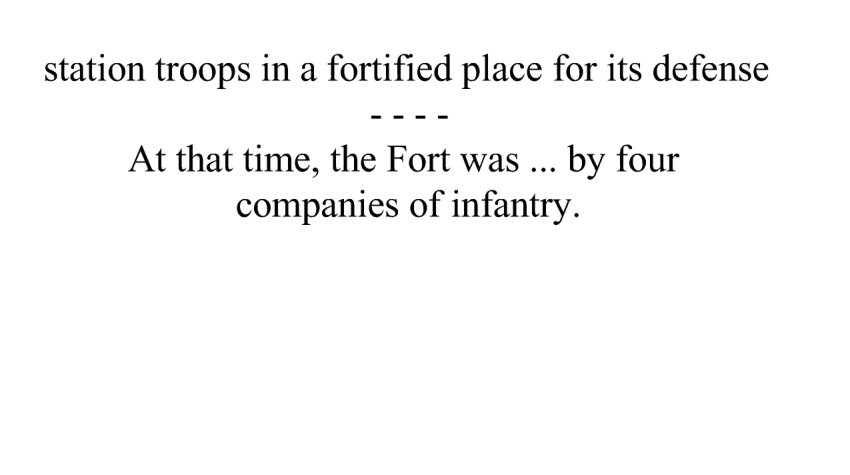 station troops in a fortified place for its defense
- - - -
At that time, the Fort was ... by four
companies of infantry.